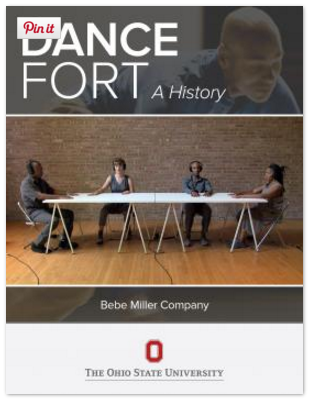 Pin it
DANCE
FORT A History
Bebe Miller Company
THE OHIO STATE UNIVERSITY